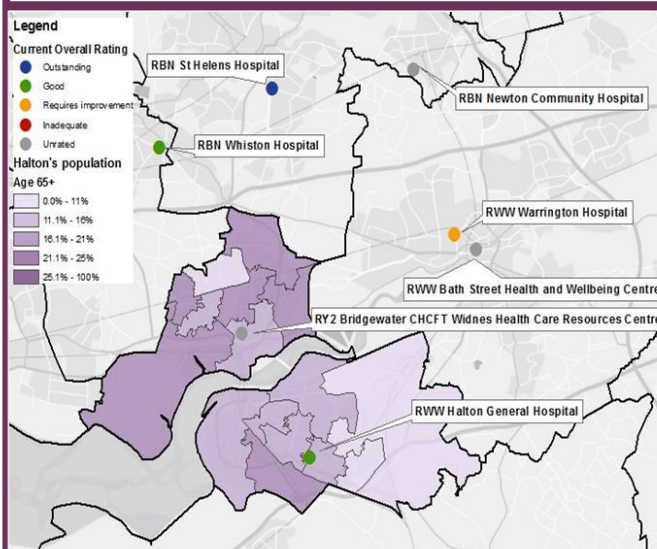 Legend
Current Overall Rating
Outstanding
Good
Requires improvement
Inadequate
Unrated
Halton's population
Age 65+
0.0% - 11%
11.1% - 16%
16.1% - 21%
21.1% - 25%
25.1% - 100%
RBN St Helens Hospital
RBN Newton Community Hospital
RBN Whiston Hospital
RWW Warrington Hospital
RWW Bath Street Health and Wellbeing Centre
RY2 Bridgewater CHCFT Widnes Health Care Resources Centre
RWW Halton General Hospital